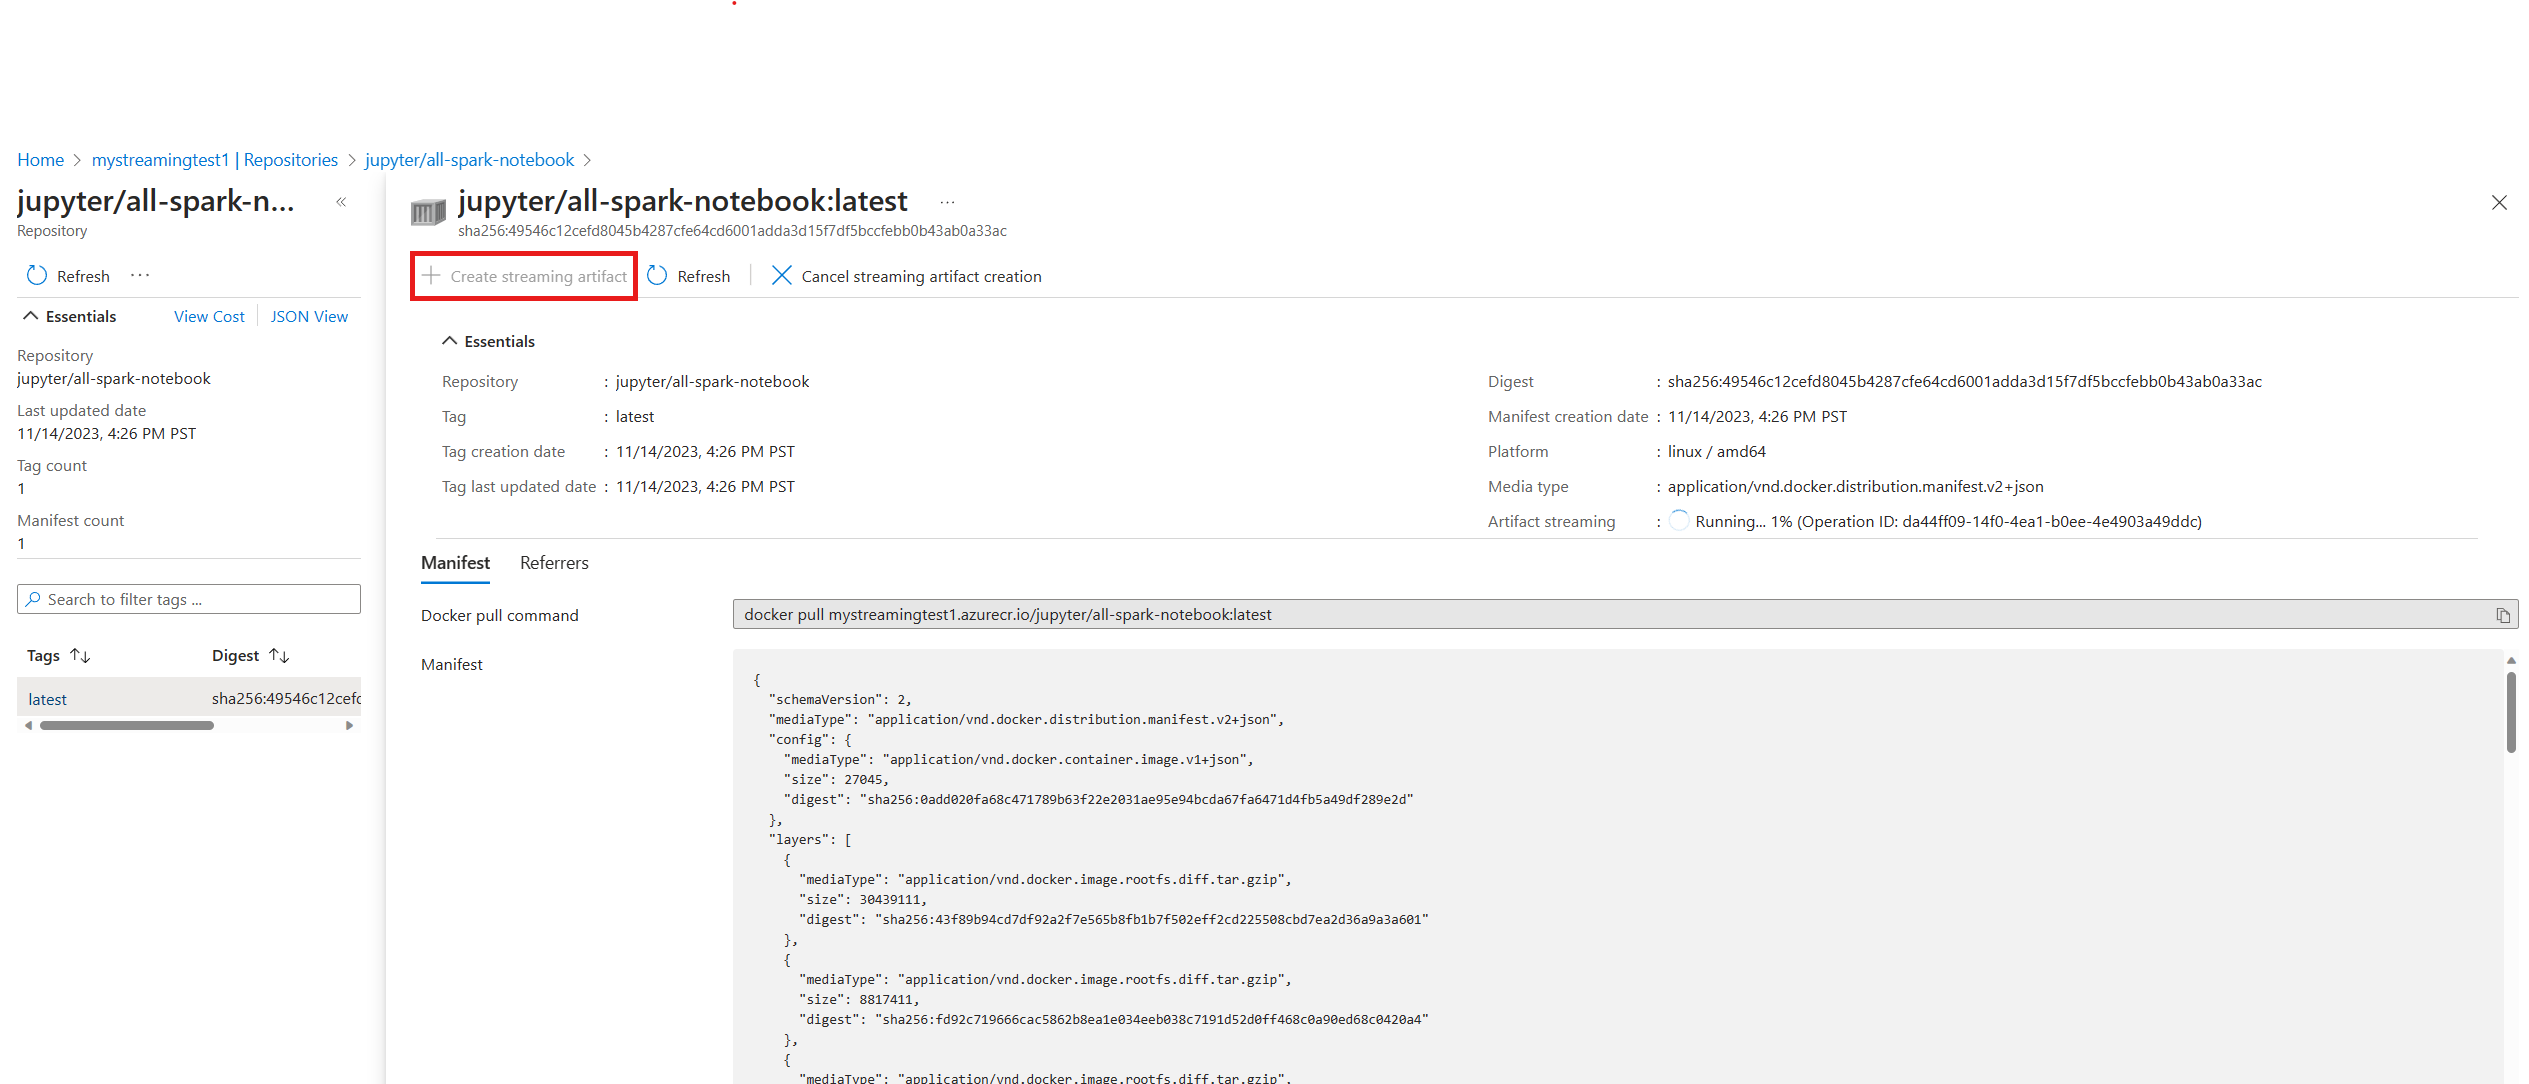 Home > mystreamingtest1 | Repositories > jupyter/all-spark-notebook >
jupyter/all-spark-n...
Repository
Refresh ...
Essentials View Cost JSON View
Repository
jupyter/all-spark-notebook
Last updated date
11/14/2023, 4:26 PM PST
Tag count
1
Manifest count
1
Search to filter tags ...
Tags Digest
latest sha256:49546c12cefd
jupyter/all-spark-notebook:latest ...
sha256:49546c12cefd8045b4287cfe64cd6001adda3d15f7df5bccfebb0b43ab0a33ac
Create streaming artifact Refresh Cancel streaming artifact creation
Essentials
Repository : jupyter/all-spark-notebook
Tag : latest
Tag creation date : 11/14/2023, 4:26 PM PST
Tag last updated date : 11/14/2023, 4:26 PM PST
Digest : sha256:49546c12cefd8045b4287cfe64cd6001adda3d15f7df5bccfebb0b43ab0a33ac
Manifest creation date : 11/14/2023, 4:26 PM PST
Platform : linux / amd64
Media type : application/vnd.docker.distribution.manifest.v2+json
Artifact streaming : Running... 1% (Operation ID: da44ff09-14f0-4ea1-b0ee-4e4903a49ddc)
Manifest Referrers
Docker pull command docker pull mystreamingtest1.azurecr.io/jupyter/all-spark-notebook:latest
Manifest
{
"schemaVersion": 2,
"mediaType": "application/vnd.docker.distribution.manifest.v2+json",
"config": {
"mediaType": "application/vnd.docker.container.image.v1+json",
"size": 27045,
"digest": "sha256:0add020fa68c471789b63f22e2031ae95e94bcda67fa6471d4fb5a49df289e2d"
},
"layers": [
{
"mediaType": "application/vnd.docker.image.rootfs.diff.tar.gzip",
"size": 30439111,
"digest": "sha256:43f89b94cd7df92a2f7e565b8fb1b7f502eff2cd225508cbd7ea2d36a9a3a601"
},
{
"mediaType": "application/vnd.docker.image.rootfs.diff.tar.gzip",
"size": 8817411,
"digest": "sha256:fd92c719666cac5862b8ea1e034eeb038c7191d52d0ff468c0a90ed68c0420a4"
},
{
"mediaType": "application/vnd.docker.image.rootfs.diff.tar.gzip",